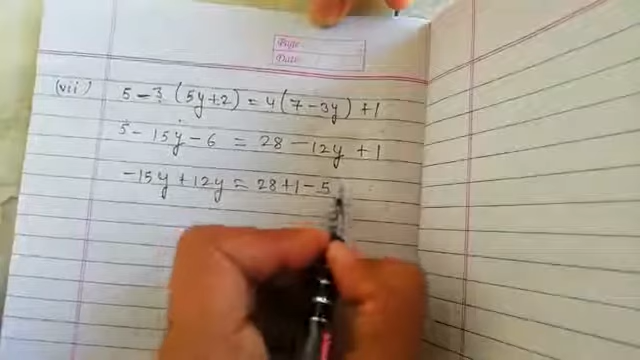 Page:
Date:
(vii) 5-3(5y+2) = 4(7-3y)+1
5-15y-6 = 28-12y+1
-15y+12y = 28+1-5